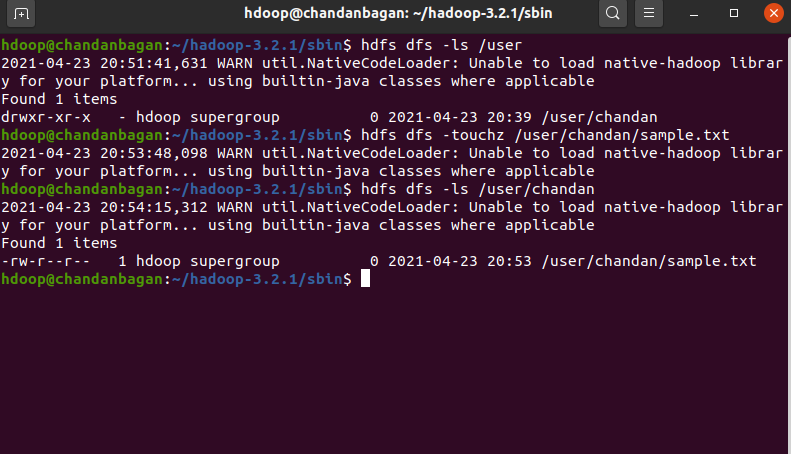 hdoop@chandanbagan: ~/hadoop-3.2.1/sbin
hdoop@chandanbagan:~/hadoop-3.2.1/sbin$ hdfs dfs -ls /user
2021-04-23 20:51:41,631 WARN util.NativeCodeLoader: Unable to load native-hadoop librar
y for your platform... using builtin-java classes where applicable
Found 1 items
drwxr-xr-x   - hdoop supergroup          0 2021-04-23 20:39 /user/chandan
hdoop@chandanbagan:~/hadoop-3.2.1/sbin$ hdfs dfs -touchz /user/chandan/sample.txt
2021-04-23 20:53:48,098 WARN util.NativeCodeLoader: Unable to load native-hadoop librar
y for your platform... using builtin-java classes where applicable
hdoop@chandanbagan:~/hadoop-3.2.1/sbin$ hdfs dfs -ls /user/chandan
2021-04-23 20:54:15,312 WARN util.NativeCodeLoader: Unable to load native-hadoop librar
y for your platform... using builtin-java classes where applicable
Found 1 items
-rw-r--r--   1 hdoop supergroup          0 2021-04-23 20:53 /user/chandan/sample.txt
hdoop@chandanbagan:~/hadoop-3.2.1/sbin$